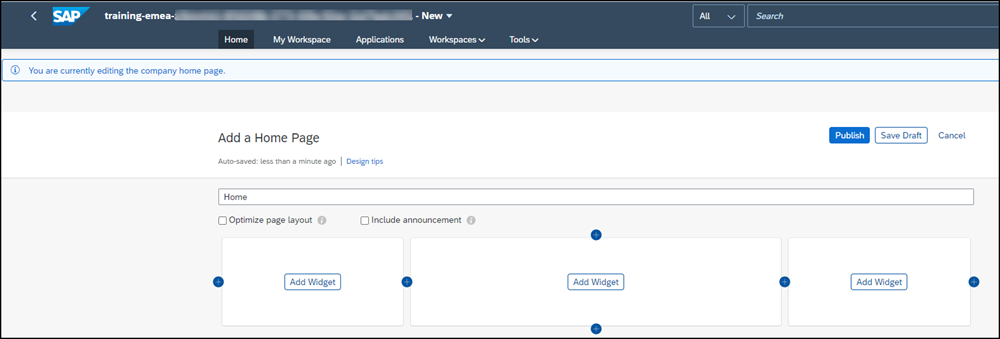 SAP training-emea- - New All Search
Home My Workspace Applications Workspaces Tools
You are currently editing the company home page.
Add a Home Page Publish Save Draft Cancel
Auto-saved: less than a minute ago | Design tips
Home
Optimize page layout Include announcement
Add Widget Add Widget Add Widget